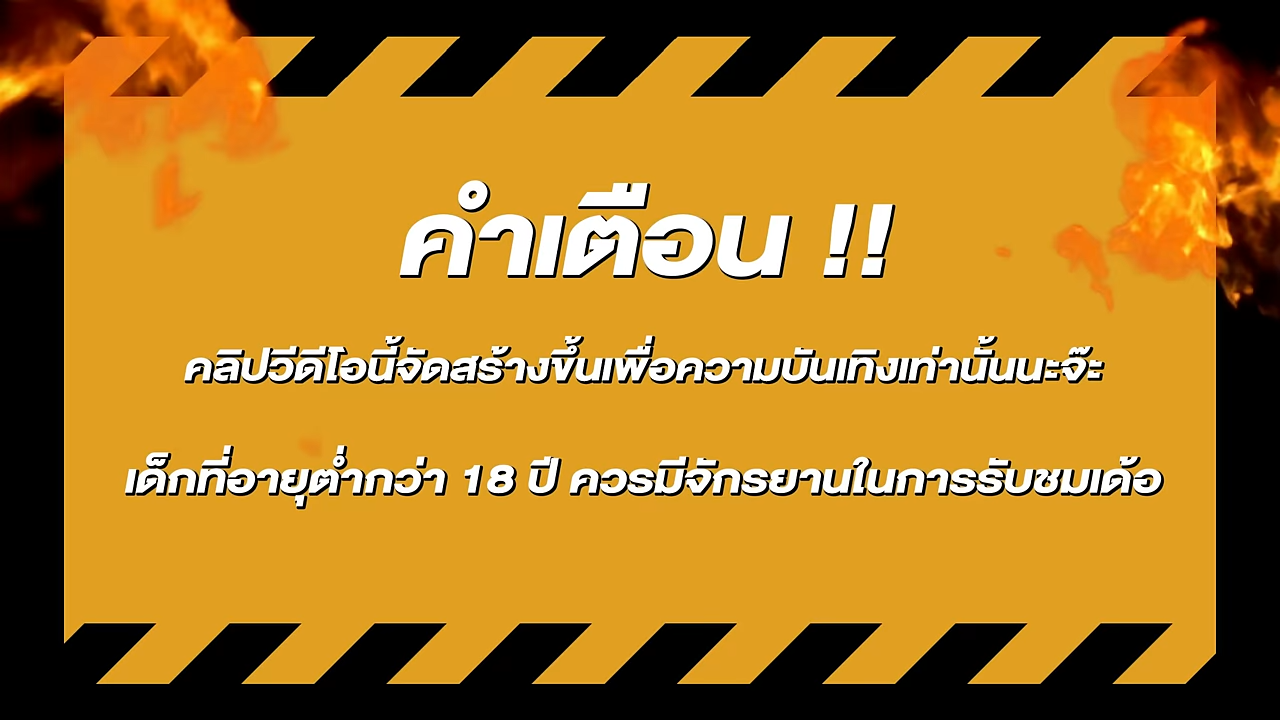 คำเตือน !!
คลิปวีดีโอนี้จัดสร้างขึ้นเพื่อความบันเทิงเท่านั้นนะจ๊ะ
เด็กที่อายุต่ำกว่า 18 ปี ควรมีจักรยานในการรับชมเด้อ